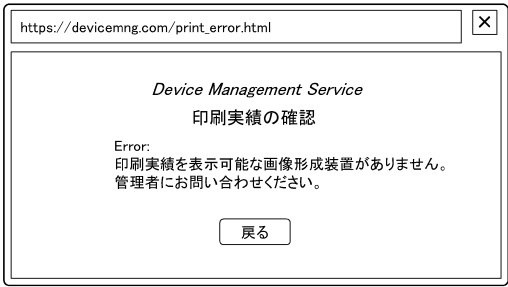 https://devicemng.com/print_error.html
×
Device Management Service
印刷実績の確認
Error:
印刷実績を表示可能な画像形成装置がありません。
管理者にお問い合わせください。
戻る